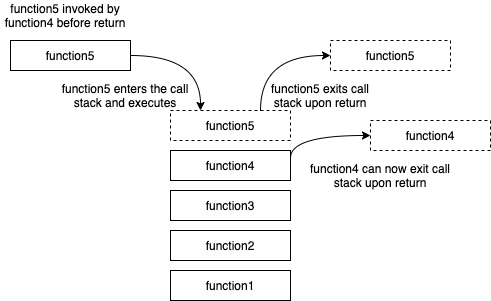 function5 invoked by
function4 before return
function5
function5
function5 enters the call
stack and executes
function5 exits call
stack upon return
function5
function4
function4
function4 can now exit call
stack upon return
function3
function2
function1